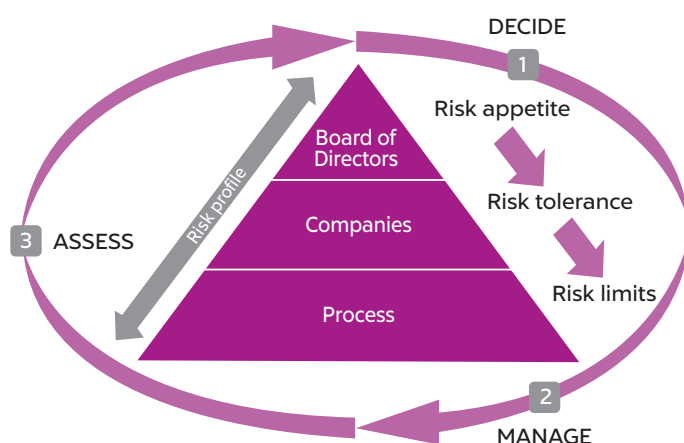 DECIDE
1
Risk appetite
Board of
Directors
Risk tolerance
Risk profile
Companies
3 ASSESS
Risk limits
Process
2
MANAGE